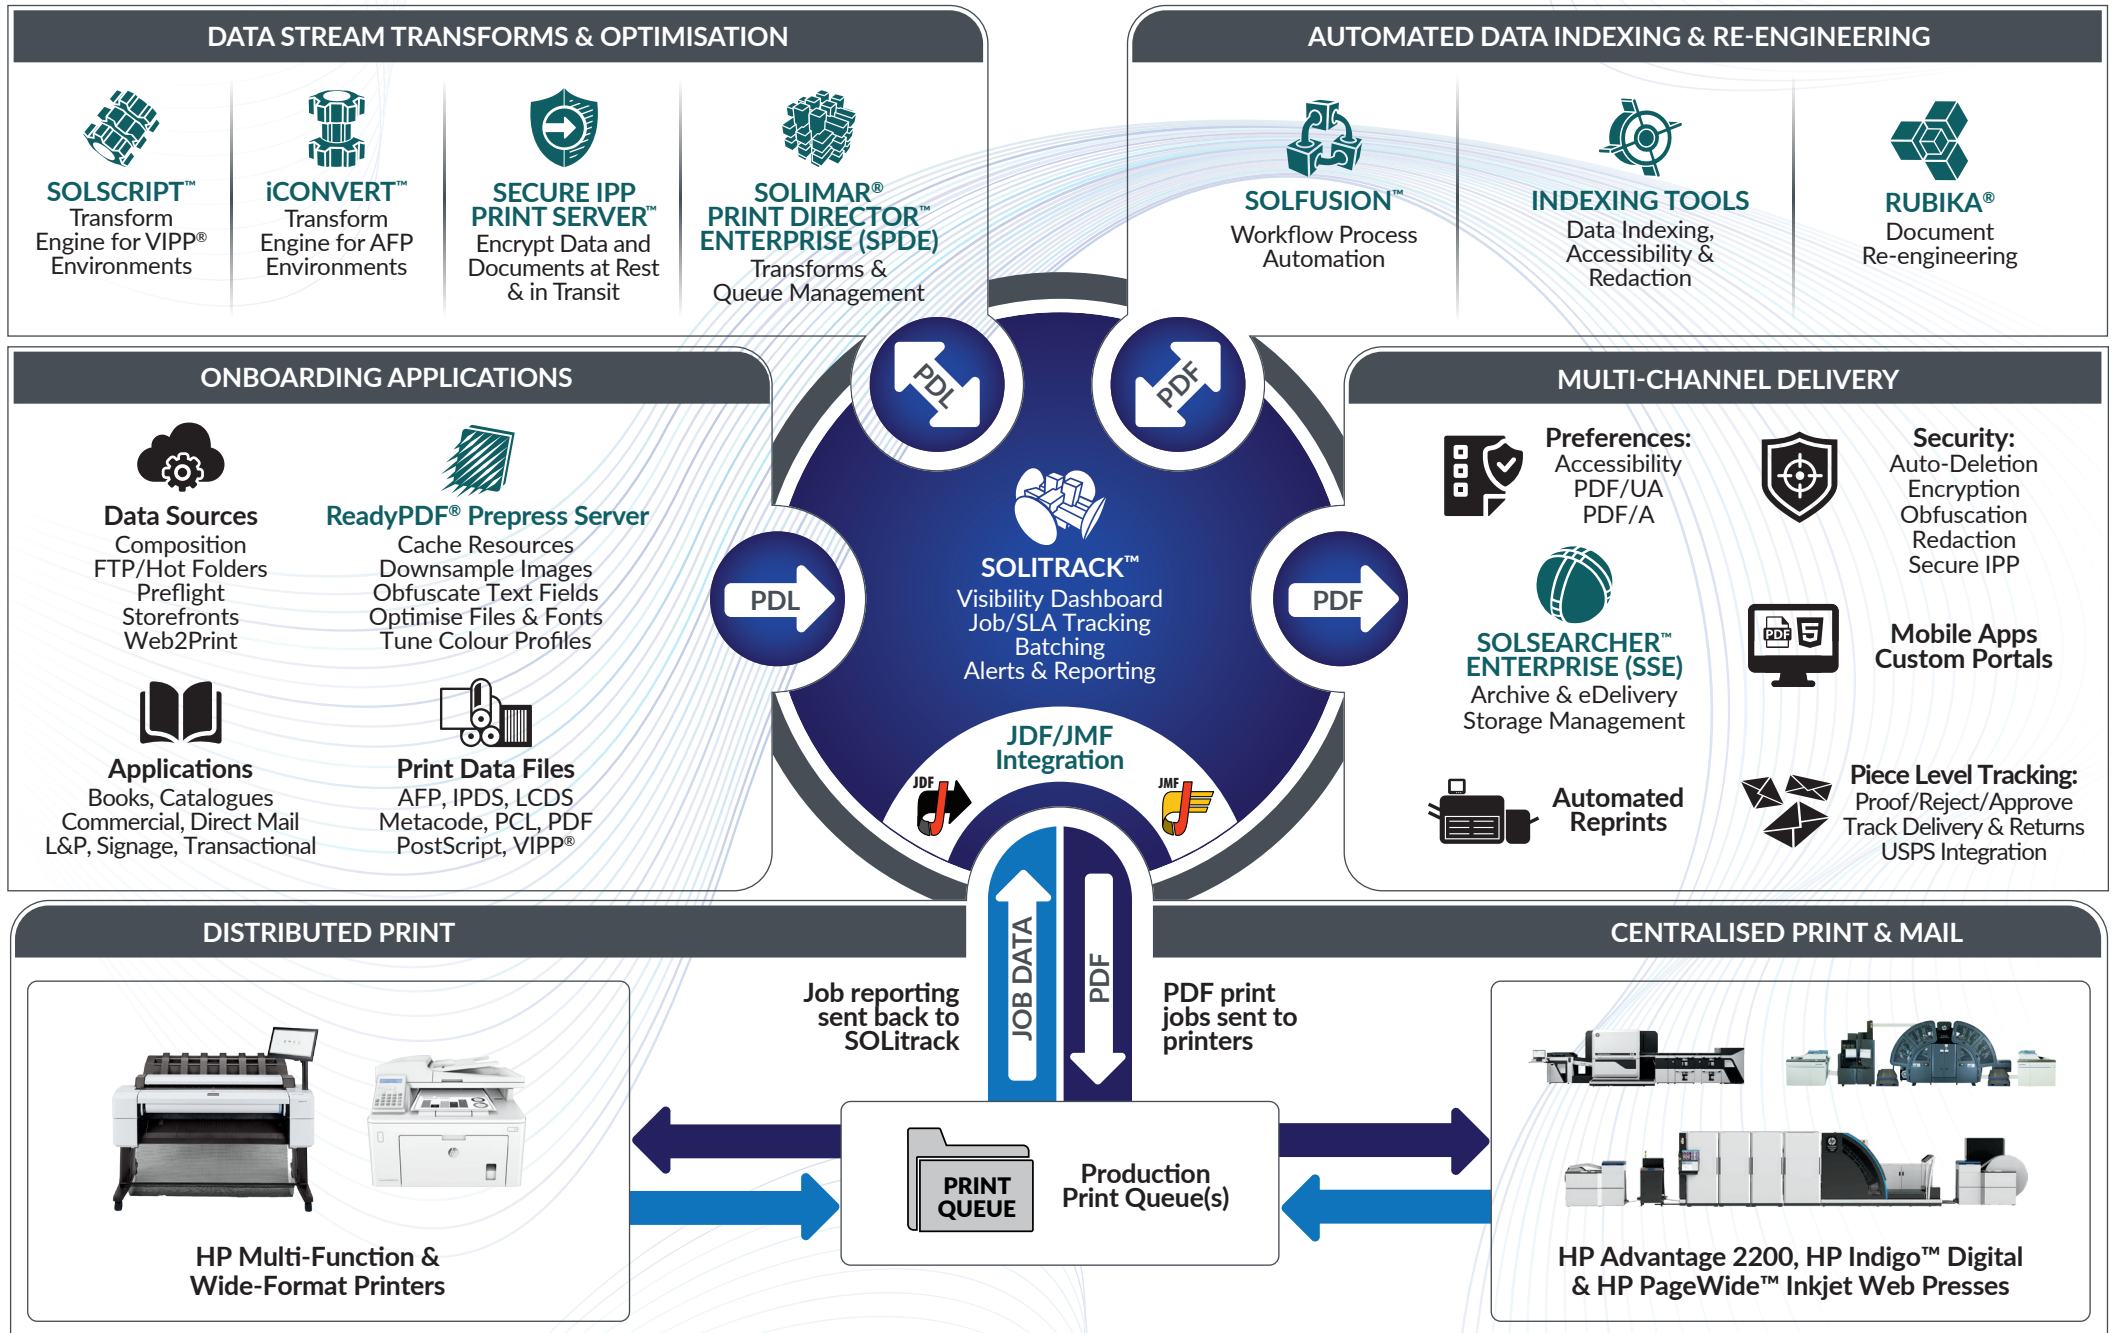 DATA STREAM TRANSFORMS & OPTIMISATION
SOLSCRIPT™
Transform
Engine for VIPP®
Environments
iCONVERT™
Transform
Engine for AFP
Environments
SECURE IPP
PRINT SERVER™
Encrypt Data and
Documents at Rest
& in Transit
SOLIMAR®
PRINT DIRECTOR™
ENTERPRISE (SPDE)
Transforms &
Queue Management
AUTOMATED DATA INDEXING & RE-ENGINEERING
SOLFUSION™
Workflow Process
Automation
INDEXING TOOLS
Data Indexing,
Accessibility &
Redaction
RUBIKA®
Document
Re-engineering
ONBOARDING APPLICATIONS
Data Sources
Composition
FTP/Hot Folders
Preflight
Storefronts
Web2Print
ReadyPDF® Prepress Server
Cache Resources
Downsample Images
Obfuscate Text Fields
Optimise Files & Fonts
Tune Colour Profiles
Applications
Books, Catalogues
Commercial, Direct Mail
L&P, Signage, Transactional
Print Data Files
AFP, IPDS, LCDS
Metacode, PCL, PDF
PostScript, VIPP®
PDL
PDF
PDL
PDF
SOLITRACK™
Visibility Dashboard
Job/SLA Tracking
Batching
Alerts & Reporting
JDF/JMF
Integration
JDF
JMF
MULTI-CHANNEL DELIVERY
Preferences:
Accessibility
PDF/UA
PDF/A
Security:
Auto-Deletion
Encryption
Obfuscation
Redaction
Secure IPP
SOLSEARCHER™
ENTERPRISE (SSE)
Archive & eDelivery
Storage Management
PDF
5
Mobile Apps
Custom Portals
Automated
Reprints
Piece Level Tracking:
Proof/Reject/Approve
Track Delivery & Returns
USPS Integration
DISTRIBUTED PRINT
CENTRALISED PRINT & MAIL
Job reporting
sent back to
SOLitrack
JOB DATA
PDF
PDF print
jobs sent to
printers
HP Multi-Function &
Wide-Format Printers
PRINT
QUEUE
Production
Print Queue(s)
HP Advantage 2200, HP Indigo™ Digital
& HP PageWide™ Inkjet Web Presses